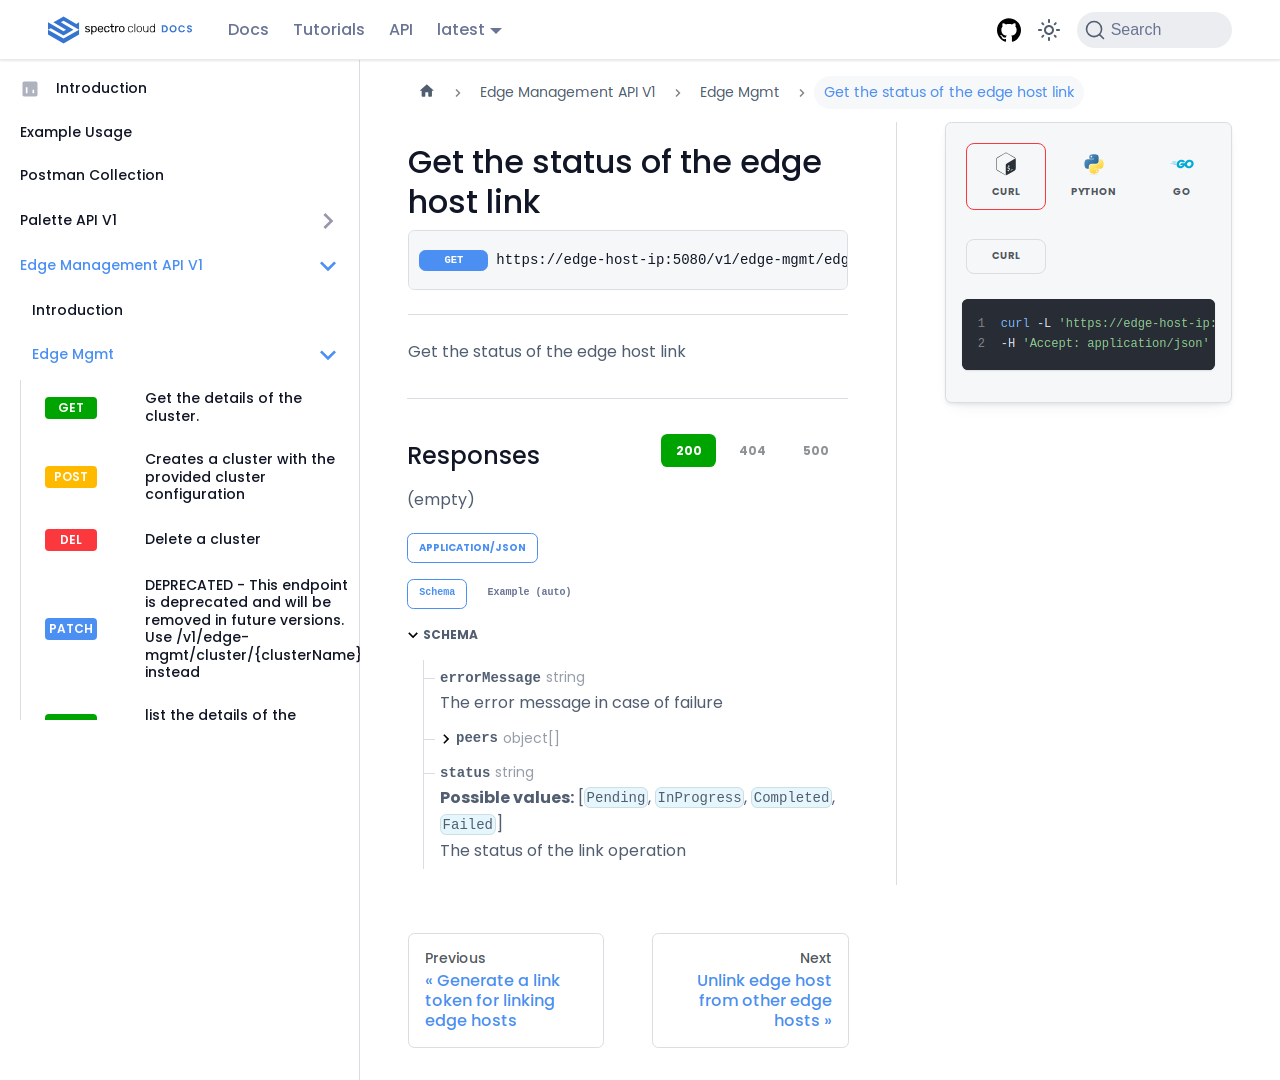 spectro cloud DOCS Docs Tutorials API latest Search
Introduction
Example Usage
Postman Collection
Palette API V1
Edge Management API V1
Introduction
Edge Mgmt
GET Get the details of the
cluster.
POST Creates a cluster with the
provided cluster
configuration
DEL Delete a cluster
PATCH DEPRECATED - This endpoint
is deprecated and will be
removed in future versions.
Use /v1/edge-
mgmt/cluster/{clusterName}
instead
list the details of the
Edge Management API V1 Edge Mgmt Get the status of the edge host link
Get the status of the edge
host link
GET https://edge-host-ip:5080/v1/edge-mgmt/edg
Get the status of the edge host link
Responses 200 404 500
(empty)
APPLICATION/JSON
Schema Example (auto)
SCHEMA
errorMessage string
The error message in case of failure
peers object[]
status string
Possible values: [Pending, InProgress, Completed,
Failed]
The status of the link operation
Previous
« Generate a link
token for linking
edge hosts
Next
Unlink edge host
from other edge
hosts »
CURL PYTHON GO
CURL
1 curl -L 'https://edge-host-ip:
2 -H 'Accept: application/json'